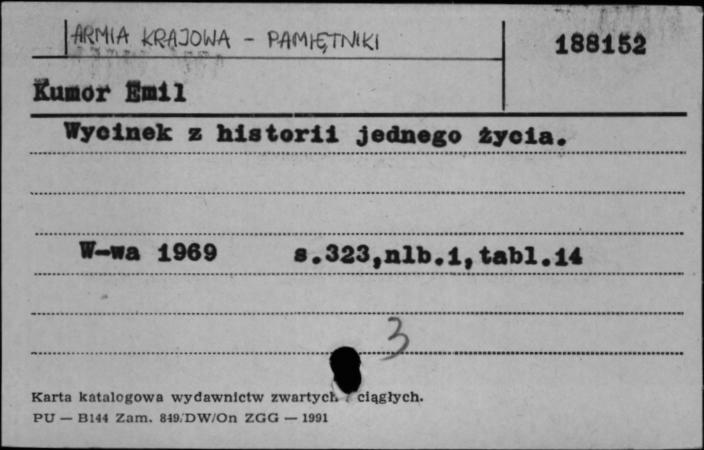 ARMIA KRAJOWA - PAMIĘTNIKI
188152
Kumor Emil
Wycinek z historii jednego życia.
W-wa 1969 s.323,nlb.1,tabl.14
3
Karta katalogowa wydawnictw zwartych ciągłych.
PU — B144 Zam. 849/DW/On ZGG — 1991